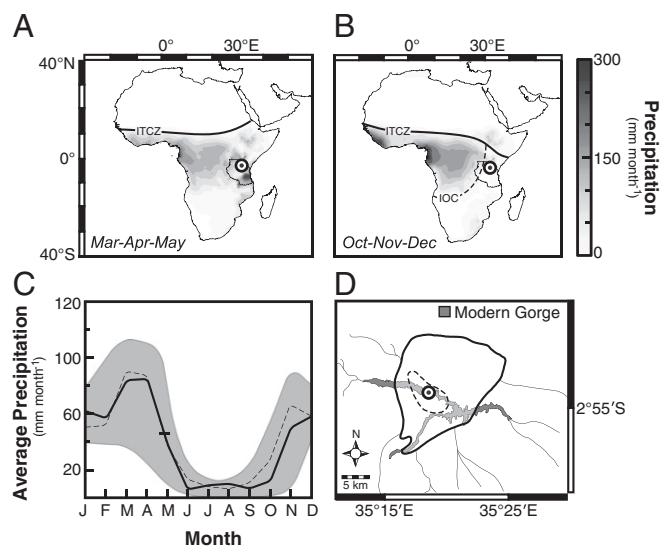 A
0°
30°E
40°N
0°
40°S
ITCZ
Mar-Apr-May
B
0°
30°E
ITCZ
IOC
Oct-Nov-Dec
300
150
0
Precipitation
(mm month⁻¹)
C
Average Precipitation
(mm month⁻¹)
120
100
60
20
J F M A M J J A S O N D
Month
D
Modern Gorge
2°55′S
N
5 km
35°15′E
35°25′E